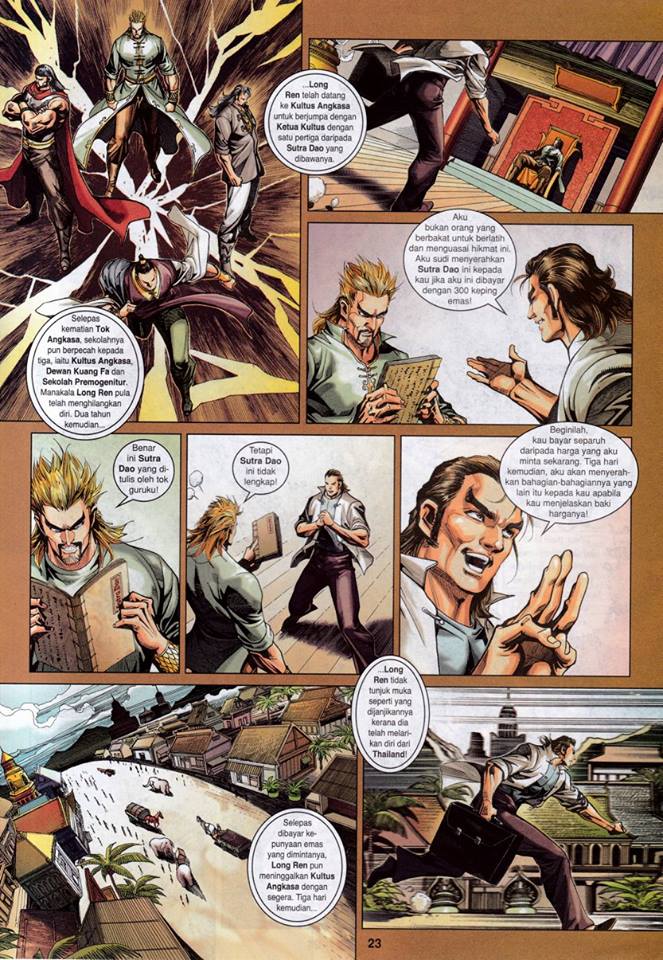 Selepas
kematian Tok
Angkasa, sekolahnya
pun berpecah kepada
tiga, iaitu Kultus Angkasa,
Dewan Kuang Fa dan
Sekolah Premogenitur.
Manakala Long Ren pula
telah menghilangkan
diri. Dua tahun
kemudian...
...Long
Ren telah datang
ke Kultus Angkasa
untuk berjumpa dengan
Ketua Kultus dengan
satu pertiga daripada
Sutra Dao yang
dibawanya.
Aku
bukan orang yang
berbakat untuk berlatih
dan menguasai hikmat ini.
Aku sudi menyerahkan
Sutra Dao ini kepada
kau jika aku ini dibayar
dengan 300 keping
emas!
Benar
ini Sutra
Dao yang di-
tulis oleh tok
guruku!
Tetapi
Sutra Dao
ini tidak
lengkap!
Beginilah,
kau bayar separuh
daripada harga yang aku
minta sekarang. Tiga hari
kemudian, aku akan menyerah-
kan bahagian-bahagiannya yang
lain itu kepada kau apabila
kau menjelaskan baki
harganya!
Selepas
dibayar ke-
punyaan emas
yang dimintanya,
Long Ren pun
meninggalkan Kultus
Angkasa dengan
segera. Tiga hari
kemudian...
...Long
Ren tidak
tunjuk muka
seperti yang
dijanjikannya
kerana dia
telah melari-
kan diri dari
Thailand!
23